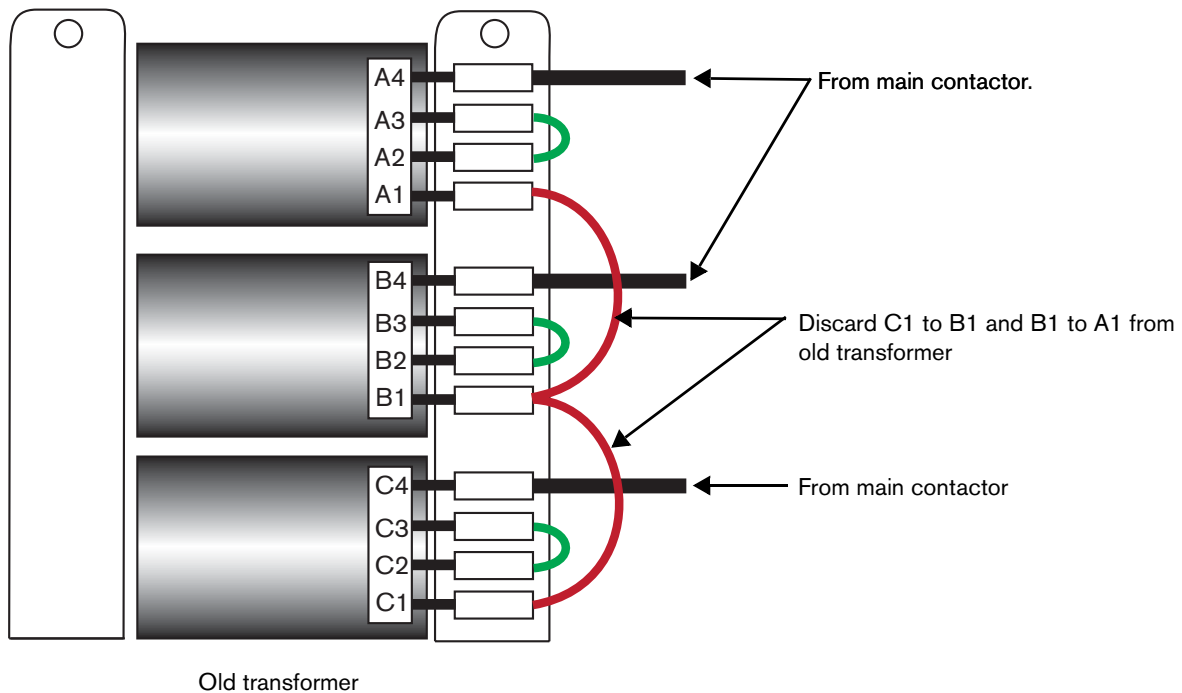 A4
From main contactor.
A3
A2
A1
B4
B3
Discard C1 to B1 and B1 to A1 from
old transformer
B2
B1
C4
From main contactor
C3
C2
C1
Old transformer